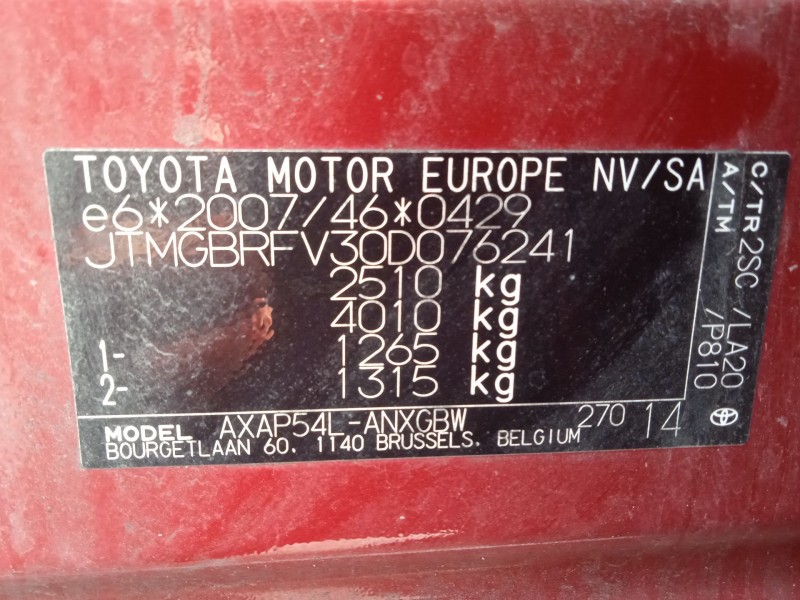 TOYOTA MOTOR EUROPE NV/SA
e6*2007/46*0429
JTMGBRFV30D076241
2510 kg
4010 kg
1- 1265 kg
2- 1315 kg
MODEL AXAP54L-ANXGBW 270 14
BOURGETLAAN 60, 1140 BRUSSELS, BELGIUM
C/TR 2SC /LA20
A/TM /P810